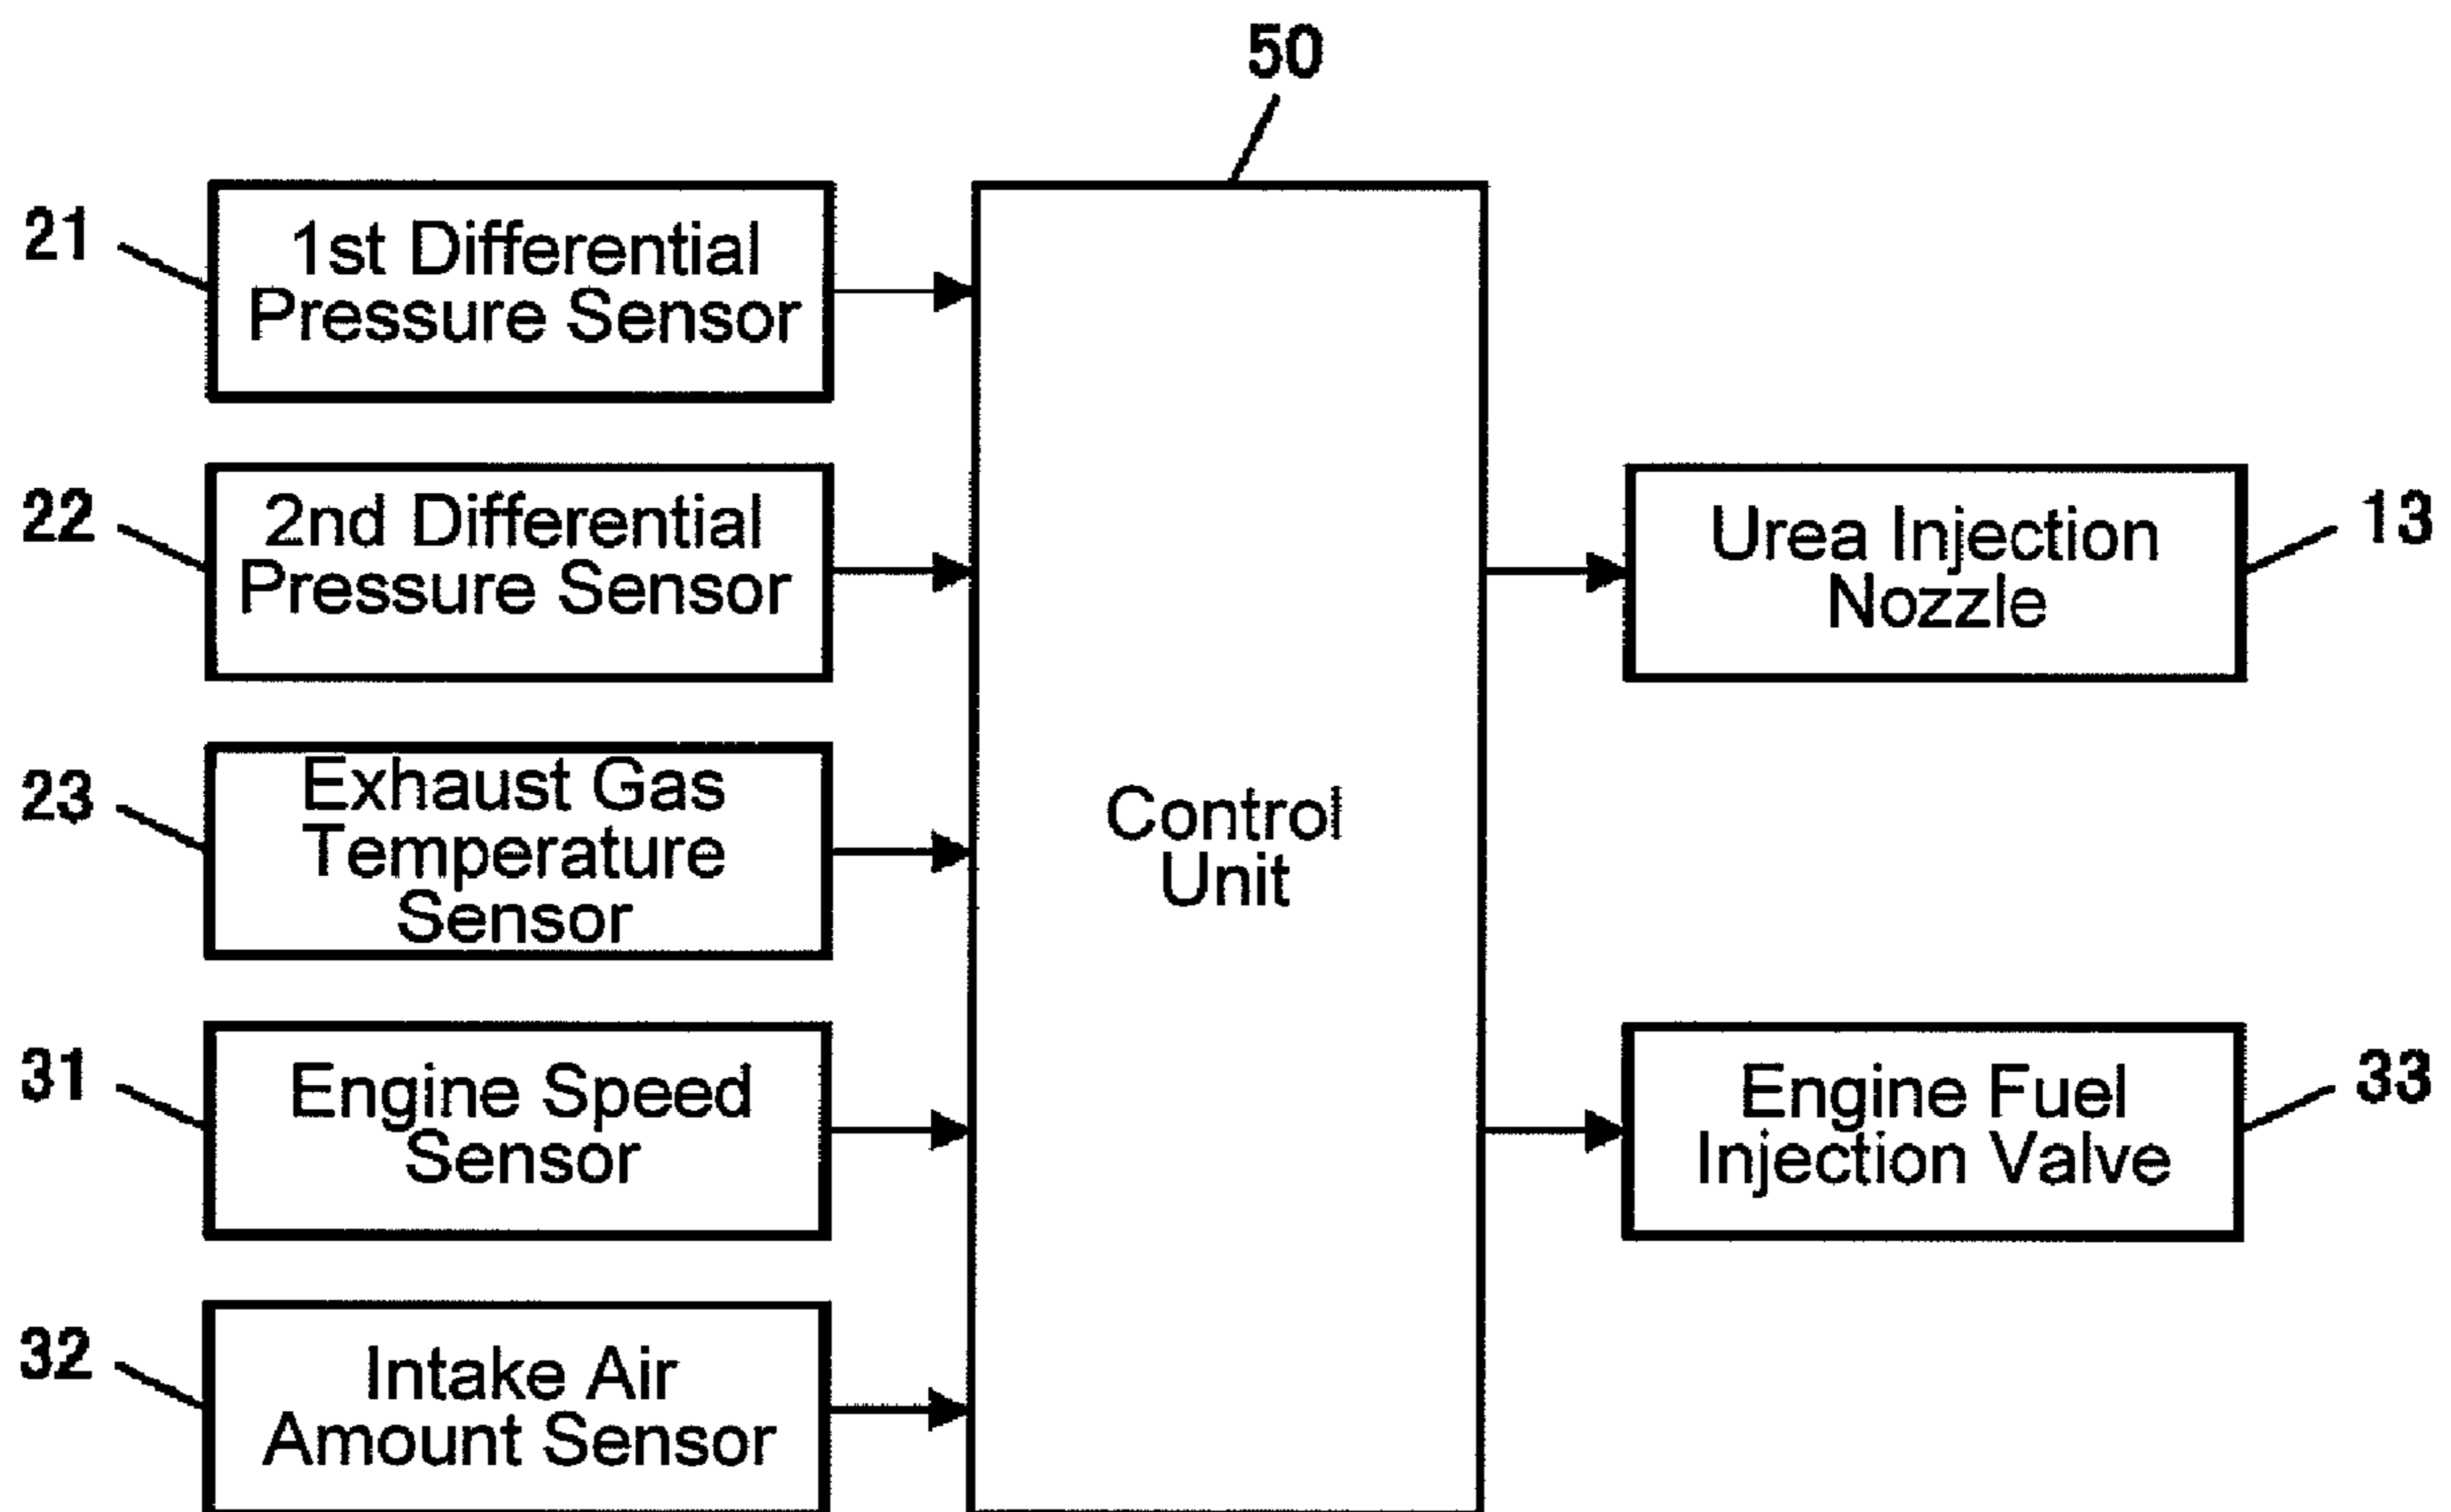 50
21
1st Differential
Pressure Sensor
22
2nd Differential
Pressure Sensor
23
Exhaust Gas
Temperature
Sensor
31
Engine Speed
Sensor
32
Intake Air
Amount Sensor
Control
Unit
Urea Injection
Nozzle
13
Engine Fuel
Injection Valve
33